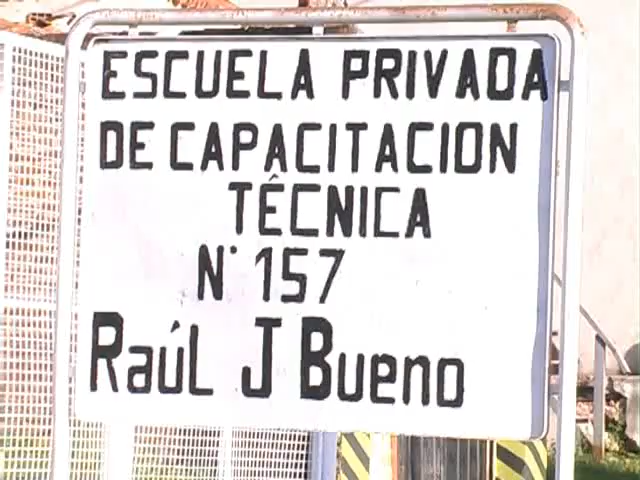 ESCUELA PRIVADA
DE CAPACITACION
TÉCNICA
N° 157
Raúl J Bueno